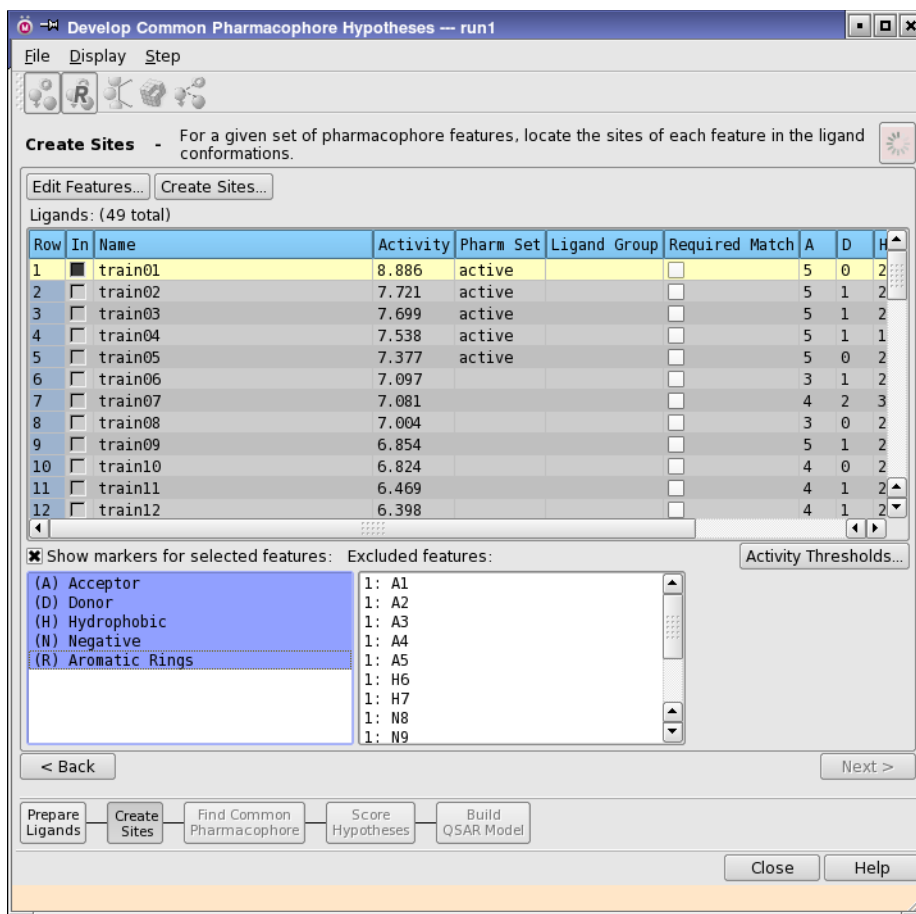 Develop Common Pharmacophore Hypotheses --- run1
File Display Step
Create Sites - For a given set of pharmacophore features, locate the sites of each feature in the ligand
conformations.
Edit Features... Create Sites...
Ligands: (49 total)
Row In Name Activity Pharm Set Ligand Group Required Match A D H
1 train01 8.886 active 5 0 2
2 train02 7.721 active 5 1 2
3 train03 7.699 active 5 1 2
4 train04 7.538 active 5 1 1
5 train05 7.377 active 5 0 2
6 train06 7.097 3 1 2
7 train07 7.081 4 2 3
8 train08 7.004 3 0 2
9 train09 6.854 5 1 2
10 train10 6.824 4 0 2
11 train11 6.469 4 1 2
12 train12 6.398 4 1 2
Show markers for selected features: Excluded features: Activity Thresholds...
(A) Acceptor
(D) Donor
(H) Hydrophobic
(N) Negative
(R) Aromatic Rings
1: A1
1: A2
1: A3
1: A4
1: A5
1: H6
1: H7
1: N8
1: N9
< Back Next >
Prepare
Ligands
Create
Sites
Find Common
Pharmacophore
Score
Hypotheses
Build
QSAR Model
Close Help